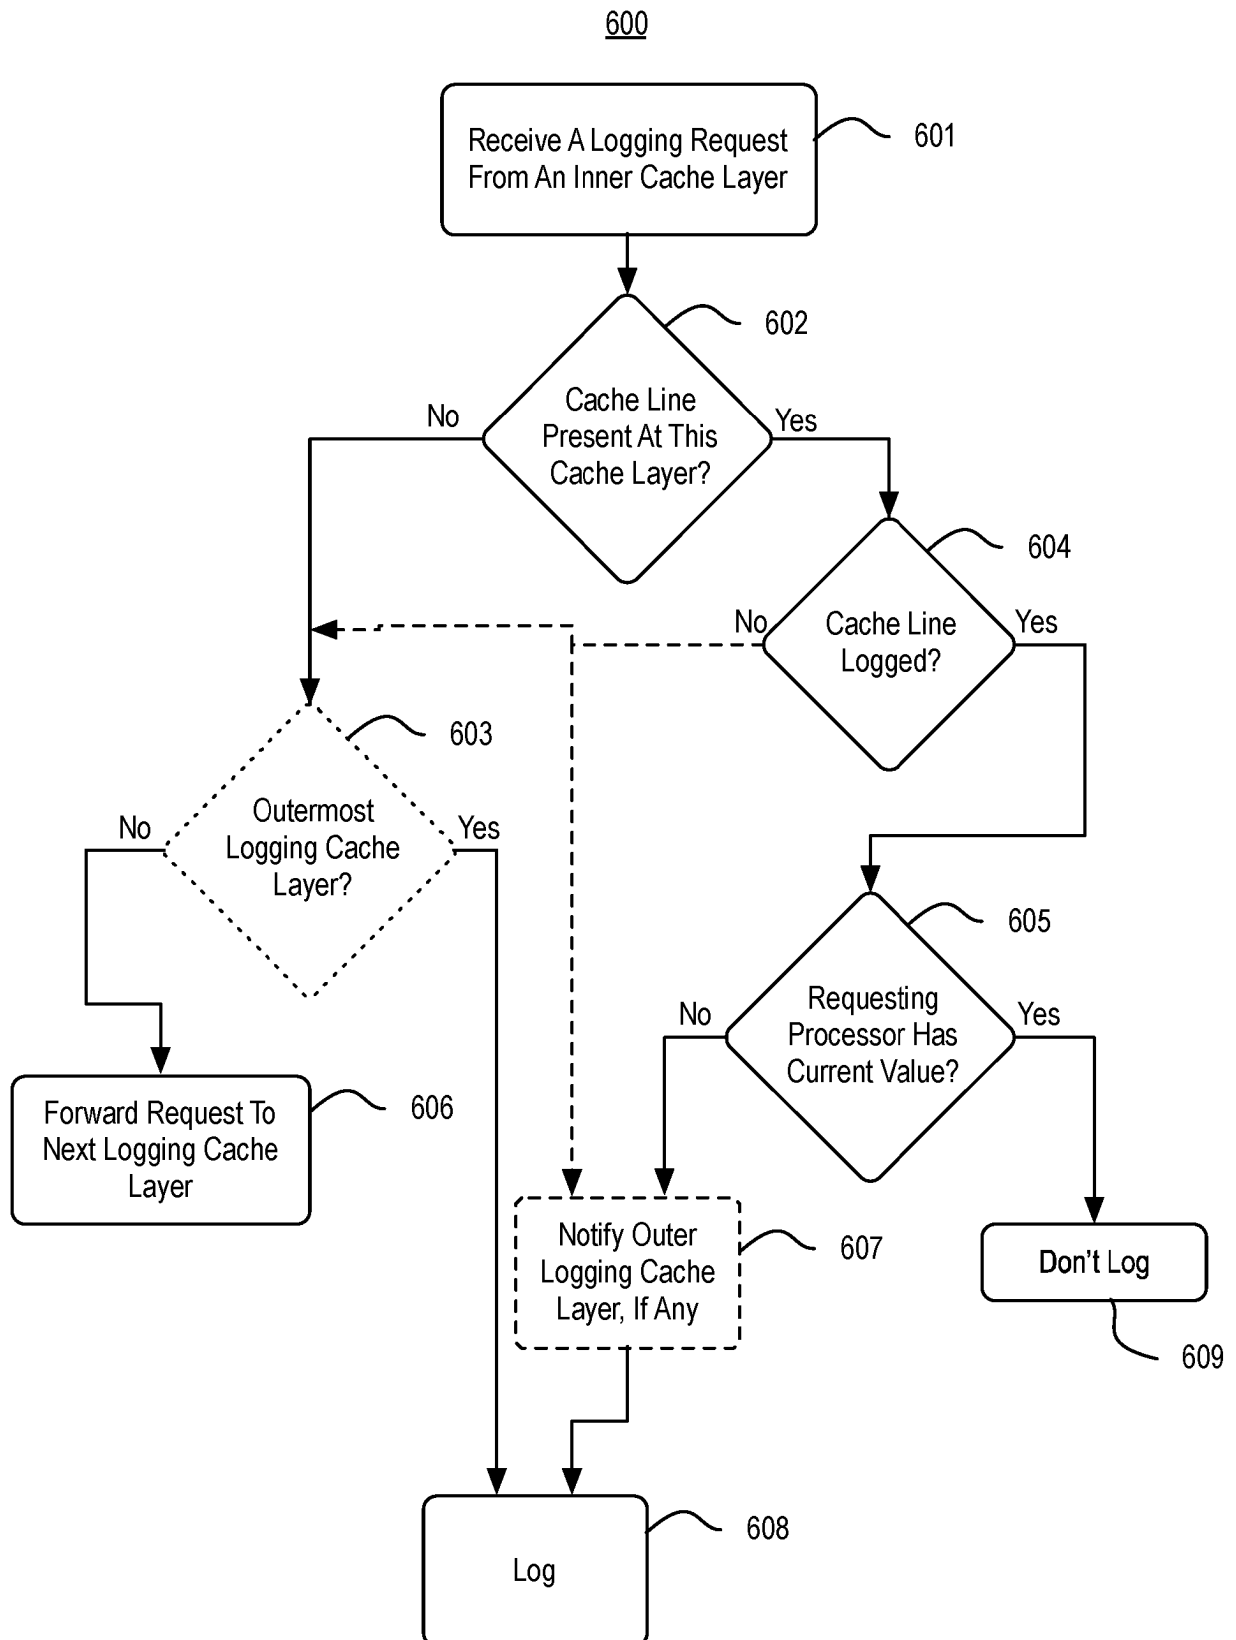 600
Receive A Logging Request
From An Inner Cache Layer
601
602
Cache Line
Present At This
Cache Layer?
No
Yes
604
Cache Line
Logged?
No
Yes
603
Outermost
Logging Cache
Layer?
No
Yes
605
Requesting
Processor Has
Current Value?
No
Yes
Forward Request To
Next Logging Cache
Layer
606
Notify Outer
Logging Cache
Layer, If Any
607
Don't Log
609
Log
608